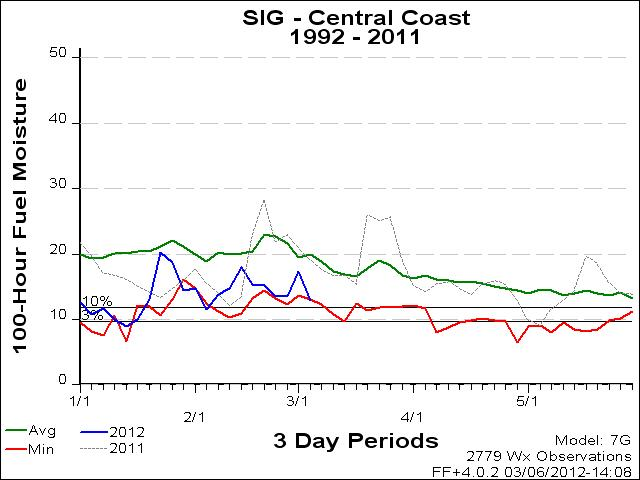 SIG - Central Coast
1992 - 2011
100-Hour Fuel Moisture
50
40
30
20
10
0
10%
3%
1/1
2/1
3/1
4/1
5/1
3 Day Periods
Avg
Min
2012
2011
Model: 7G
2779 Wx Observations
FF+4.0.2 03/06/2012-14:08